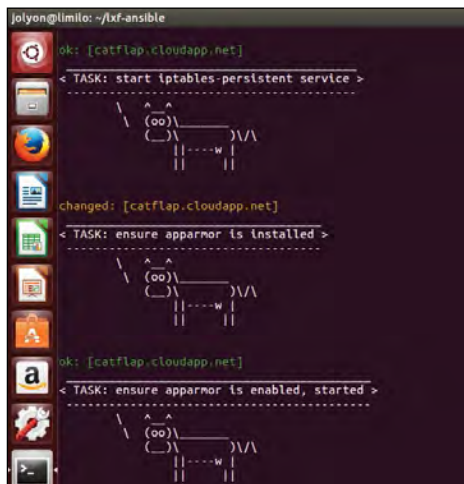 jolyon@limilo: ~/lxf-ansible
ok: [catflap.cloudapp.net]
< TASK: start iptables-persistent service >
---------------------------------------------
        \   ^__^
         \  (oo)\_______
            (__)\       )\/\
                ||----w |
                ||     ||
changed: [catflap.cloudapp.net]
< TASK: ensure apparmor is installed >
----------------------------------------
        \   ^__^
         \  (oo)\_______
            (__)\       )\/\
                ||----w |
                ||     ||
ok: [catflap.cloudapp.net]
< TASK: ensure apparmor is enabled, started >
-----------------------------------------------
        \   ^__^
         \  (oo)\_______
            (__)\       )\/\
                ||----w |
                ||     ||